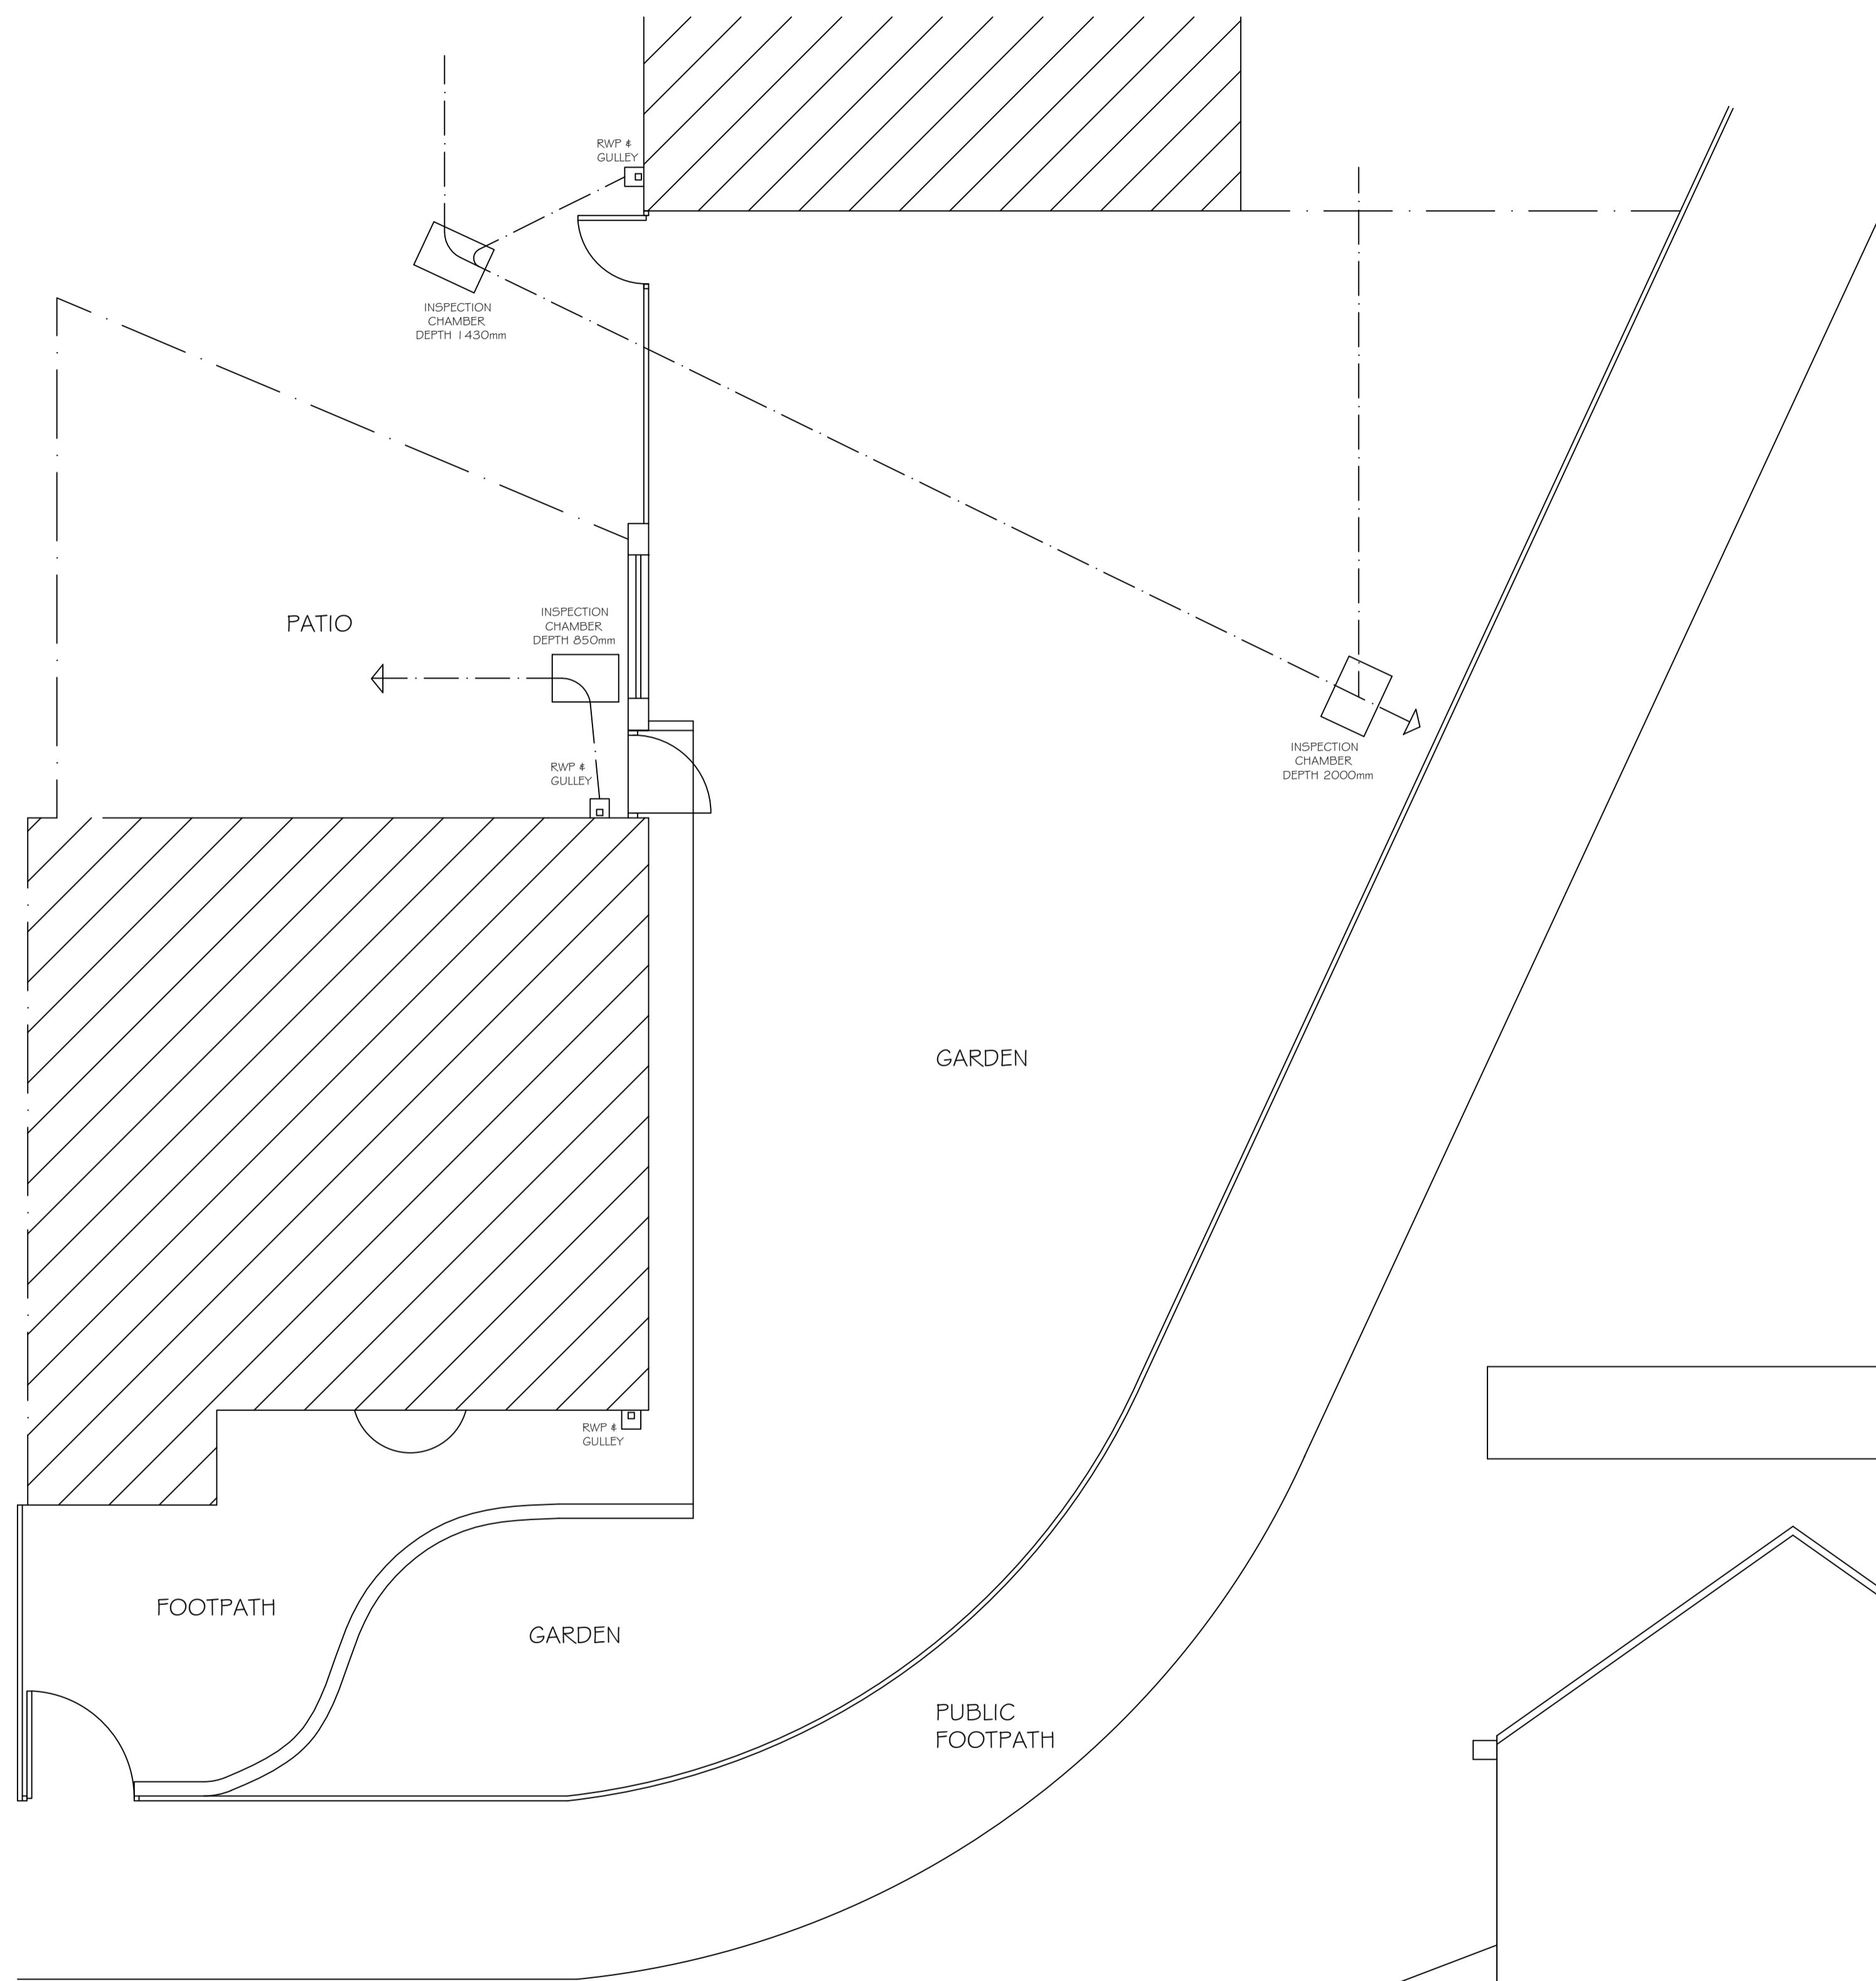 RWP &
GULLEY
INSPECTION
CHAMBER
DEPTH 1430mm
PATIO
INSPECTION
CHAMBER
DEPTH 850mm
RWP &
GULLEY
INSPECTION
CHAMBER
DEPTH 2000mm
GARDEN
RWP &
GULLEY
FOOTPATH
GARDEN
PUBLIC
FOOTPATH